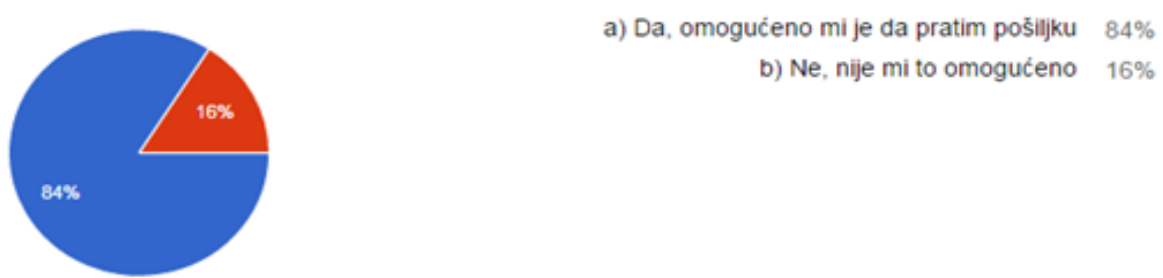 a) Da, omogućeno mi je da pratim pošiljku 84%
b) Ne, nije mi to omogućeno 16%
16%
84%